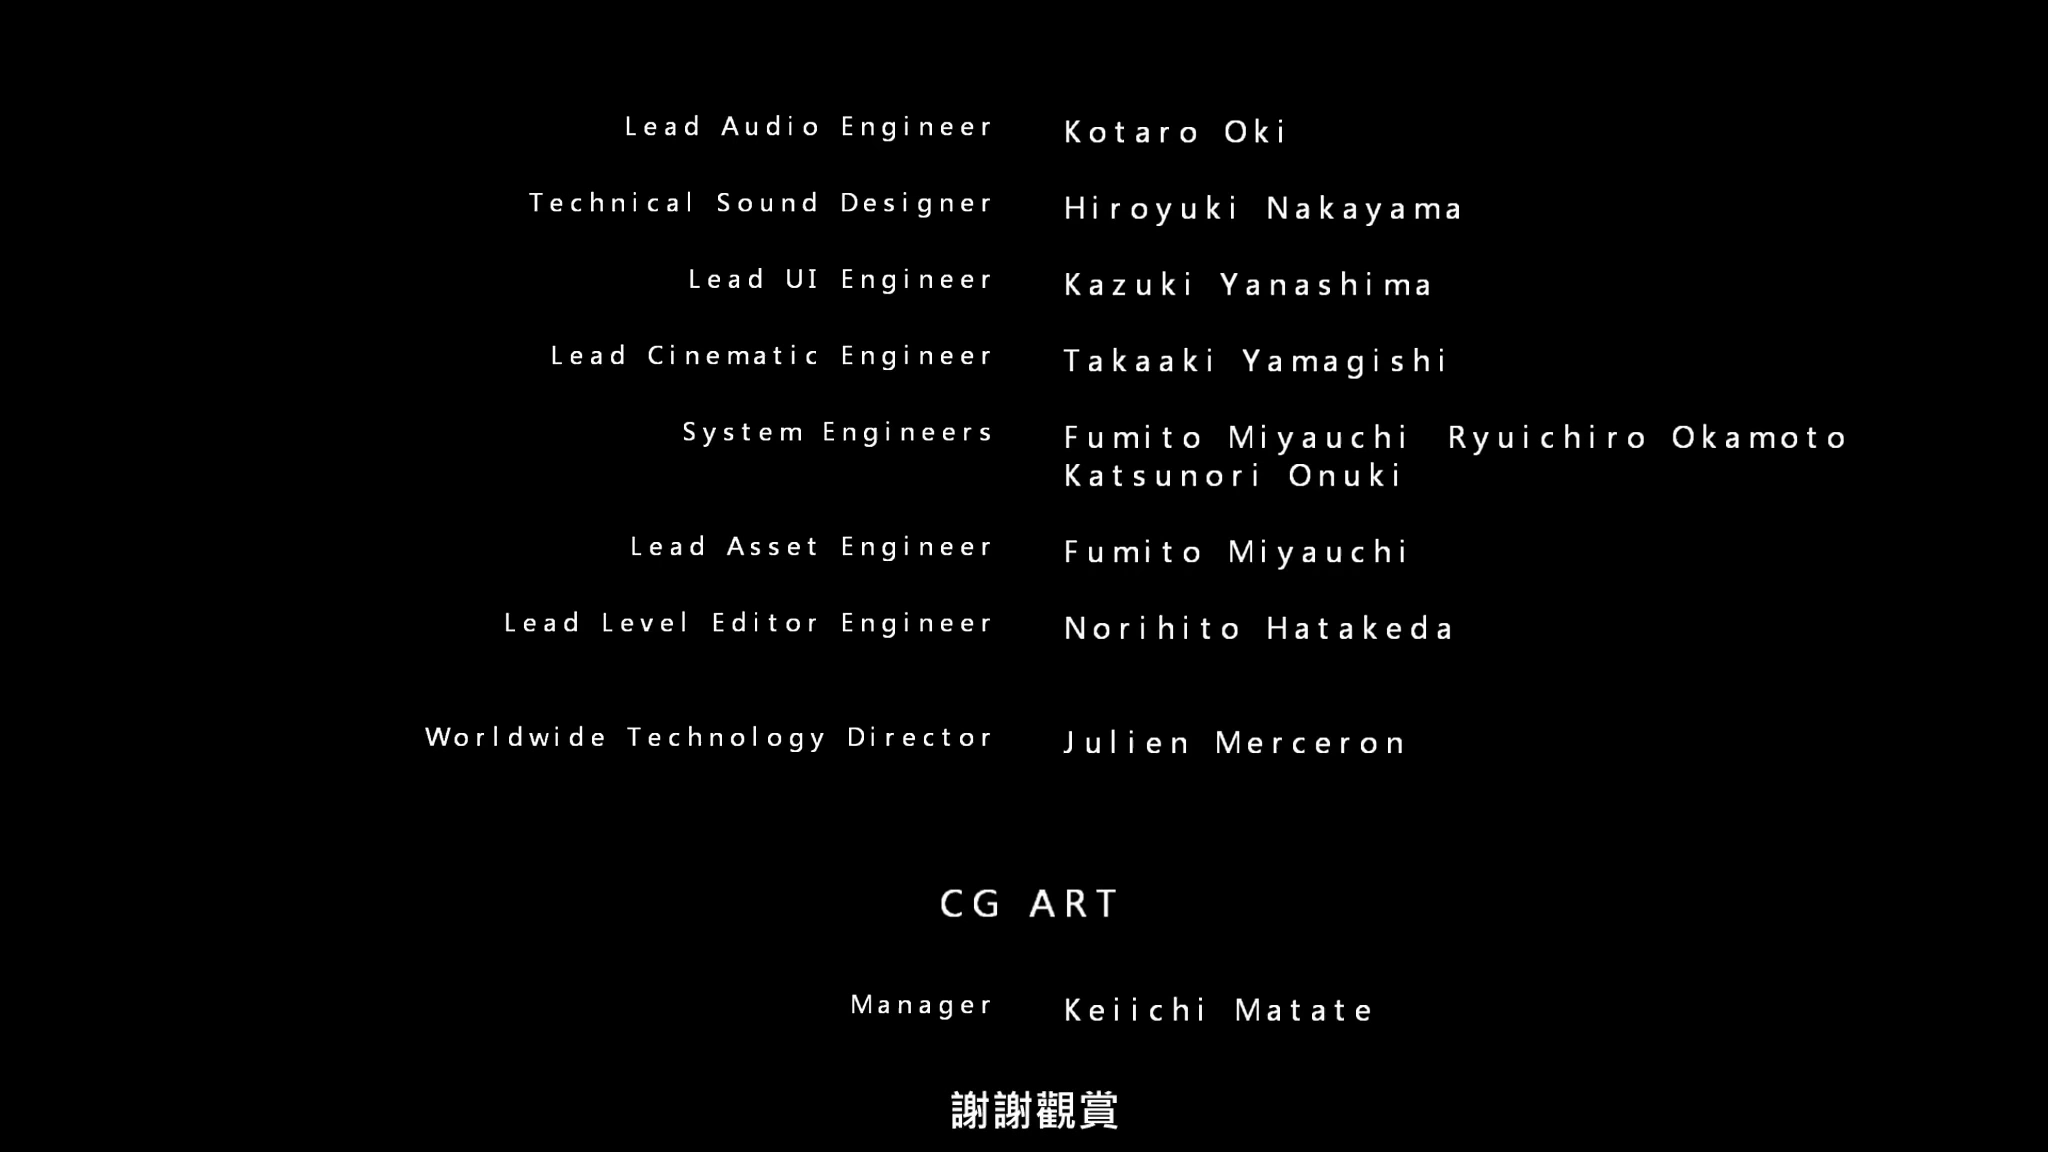 Lead Audio Engineer Kotaro Oki
Technical Sound Designer Hiroyuki Nakayama
Lead UI Engineer Kazuki Yanashima
Lead Cinematic Engineer Takaaki Yamagishi
System Engineers Fumito Miyauchi Ryuichiro Okamoto
Katsunori Onuki
Lead Asset Engineer Fumito Miyauchi
Lead Level Editor Engineer Norihito Hatakeda
Worldwide Technology Director Julien Merceron
CG ART
Manager Keiichi Matate
謝謝觀賞